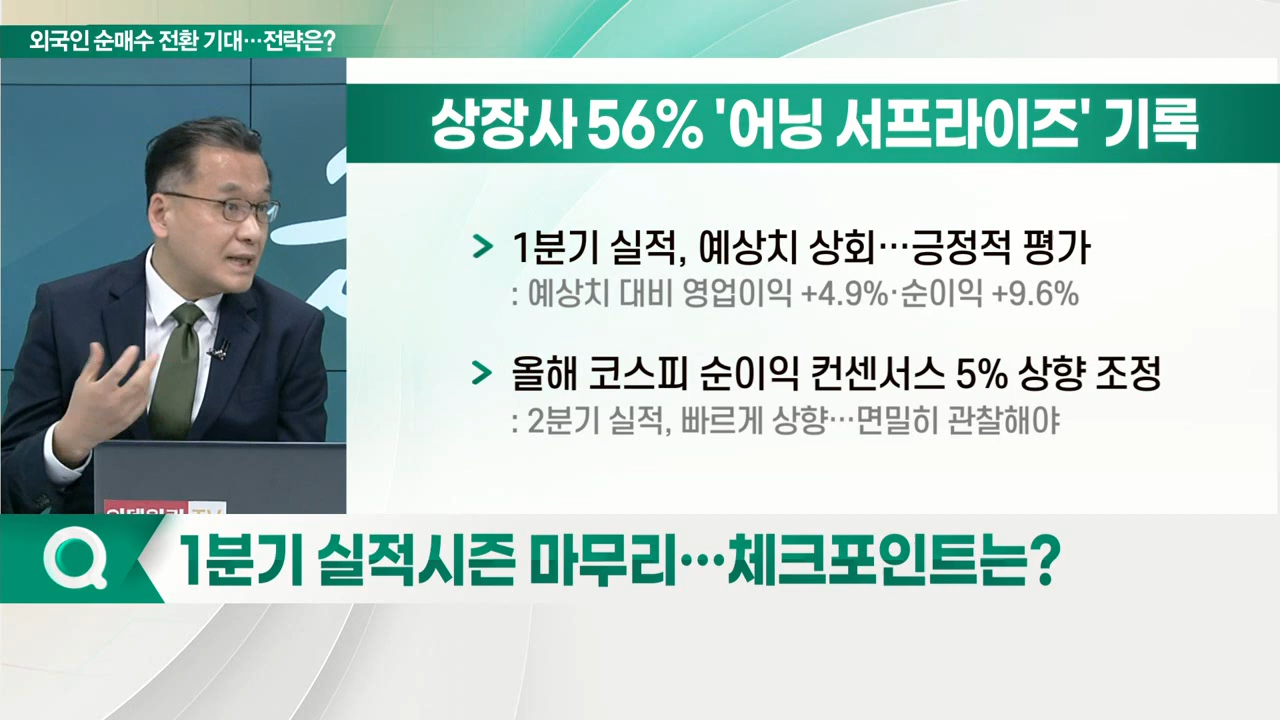 외국인 순매수 전환 기대…전략은?
상장사 56% '어닝 서프라이즈' 기록
> 1분기 실적, 예상치 상회…긍정적 평가
: 예상치 대비 영업이익 +4.9%·순이익 +9.6%
> 올해 코스피 순이익 컨센서스 5% 상향 조정
: 2분기 실적, 빠르게 상향…면밀히 관찰해야
이데일리 TV
Q 1분기 실적시즌 마무리…체크포인트는?